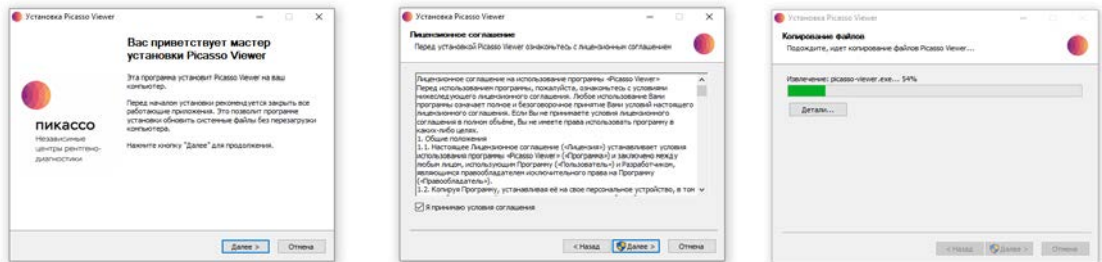 Установка Picasso Viewer
Вас приветствует мастер
установки Picasso Viewer
Эта программа установит Picasso Viewer на ваш
компьютер.
Перед началом установки рекомендуется закрыть все
работающие приложения. Это позволит программе
установки обновить системные файлы без перезагрузки
компьютера.
Нажмите кнопку "Далее" для продолжения.
пикассо
Независимые
центры рентгено-
диагностики
Далее >
Отмена
Установка Picasso Viewer
Лицензионное соглашение
Перед установкой Picasso Viewer ознакомьтесь с лицензионным соглашением
Лицензионное соглашение на использование программы «Picasso Viewer»
Перед использованием программы, пожалуйста, ознакомьтесь с условиями
нижеследующего лицензионного соглашения. Любое использование Вами
программы означает полное и безоговорочное принятие Вами условий настоящего
лицензионного соглашения. Если Вы не принимаете условия лицензионного
соглашения в полном объёме, Вы не имеете права использовать программу в
каких-либо целях.
1. Общие положения
1.1. Настоящее Лицензионное соглашение («Лицензия») устанавливает условия
использования программы «Picasso Viewer» («Программа») и заключено между
любым лицом, использующим Программу («Пользователь») и Разработчиком,
являющимся правообладателем исключительного права на Программу
(«Правообладатель»).
1.2. Копируя Программу, устанавливая её на свое персональное устройство, в том
Я принимаю условия соглашения
< Назад
Далее >
Отмена
Установка Picasso Viewer
Копирование файлов
Подождите, идет копирование файлов Picasso Viewer...
Извлечение: picasso-viewer.exe... 54%
Детали...
< Назад
Далее >
Отмена